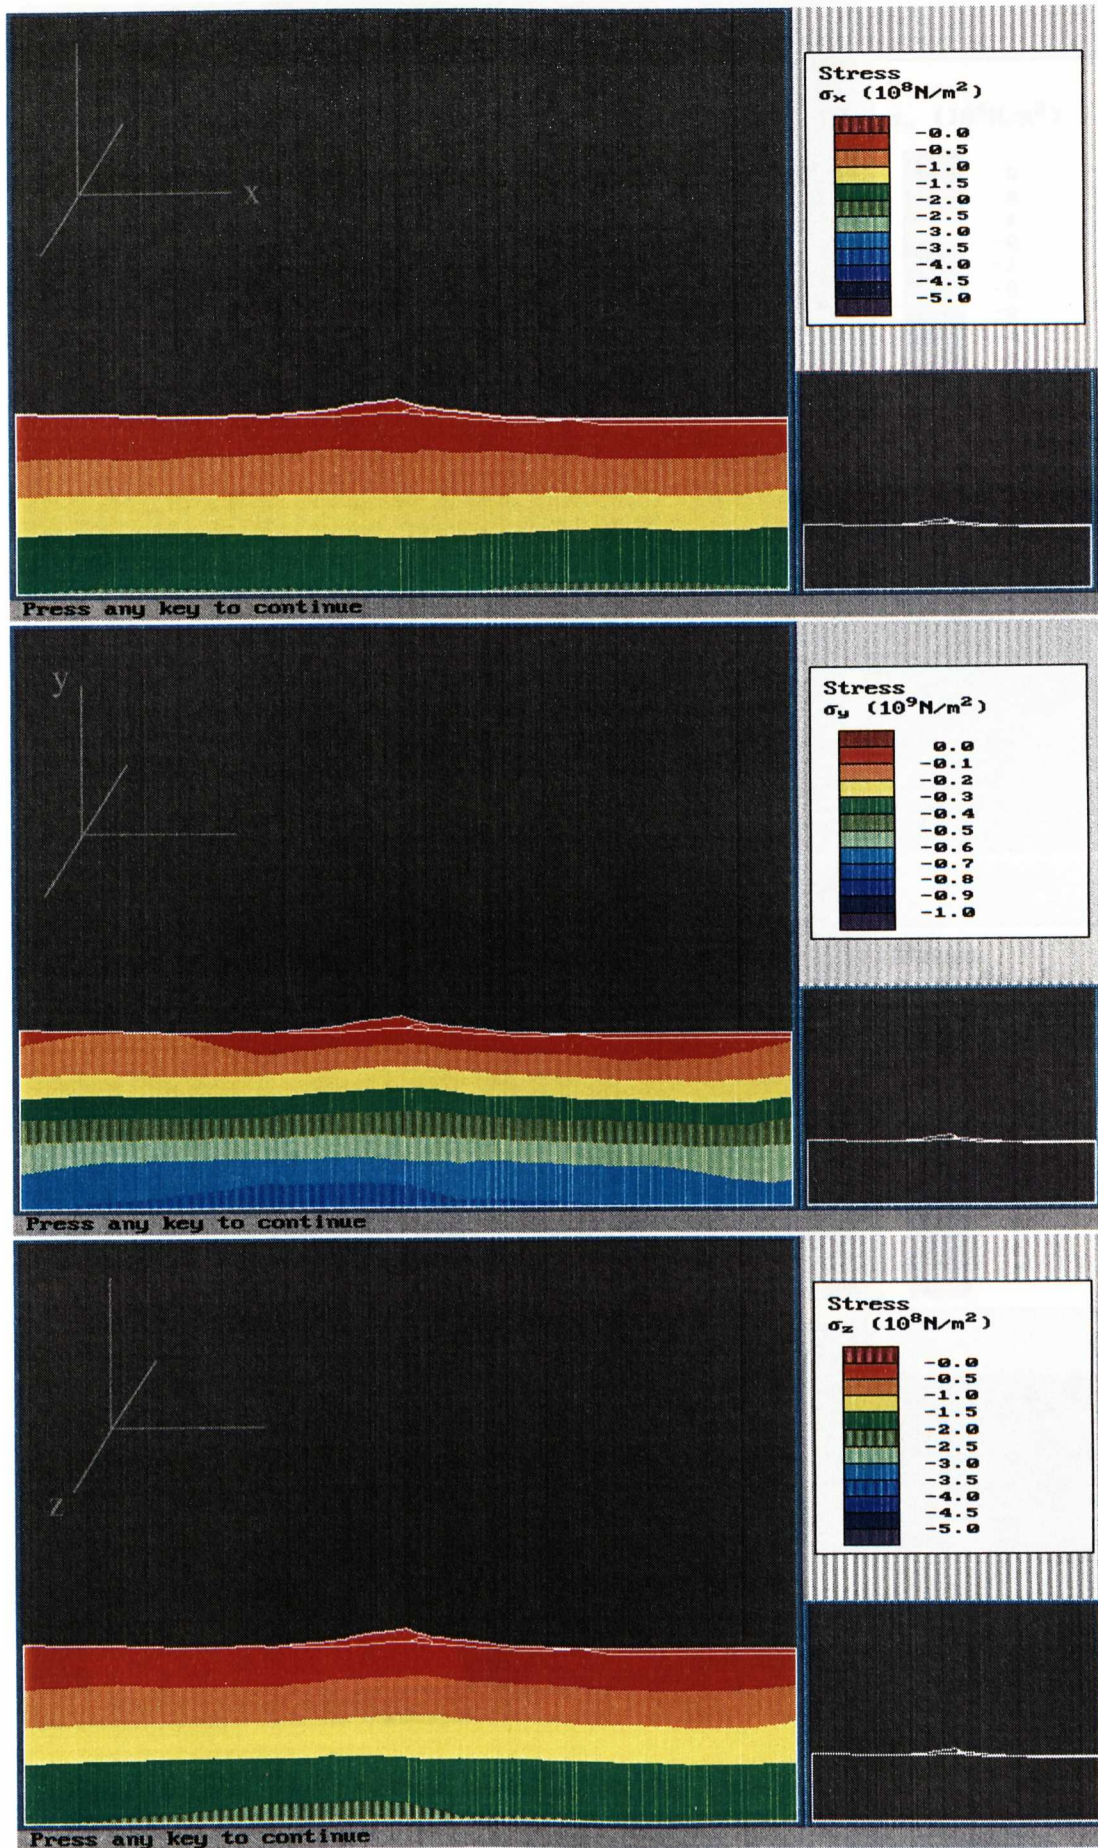 x
Stress
σx (10⁸N/m²)
-0.0
-0.5
-1.0
-1.5
-2.0
-2.5
-3.0
-3.5
-4.0
-4.5
-5.0
Press any key to continue
y
Stress
σy (10⁹N/m²)
0.0
-0.1
-0.2
-0.3
-0.4
-0.5
-0.6
-0.7
-0.8
-0.9
-1.0
Press any key to continue
z
Stress
σz (10⁸N/m²)
-0.0
-0.5
-1.0
-1.5
-2.0
-2.5
-3.0
-3.5
-4.0
-4.5
-5.0
Press any key to continue